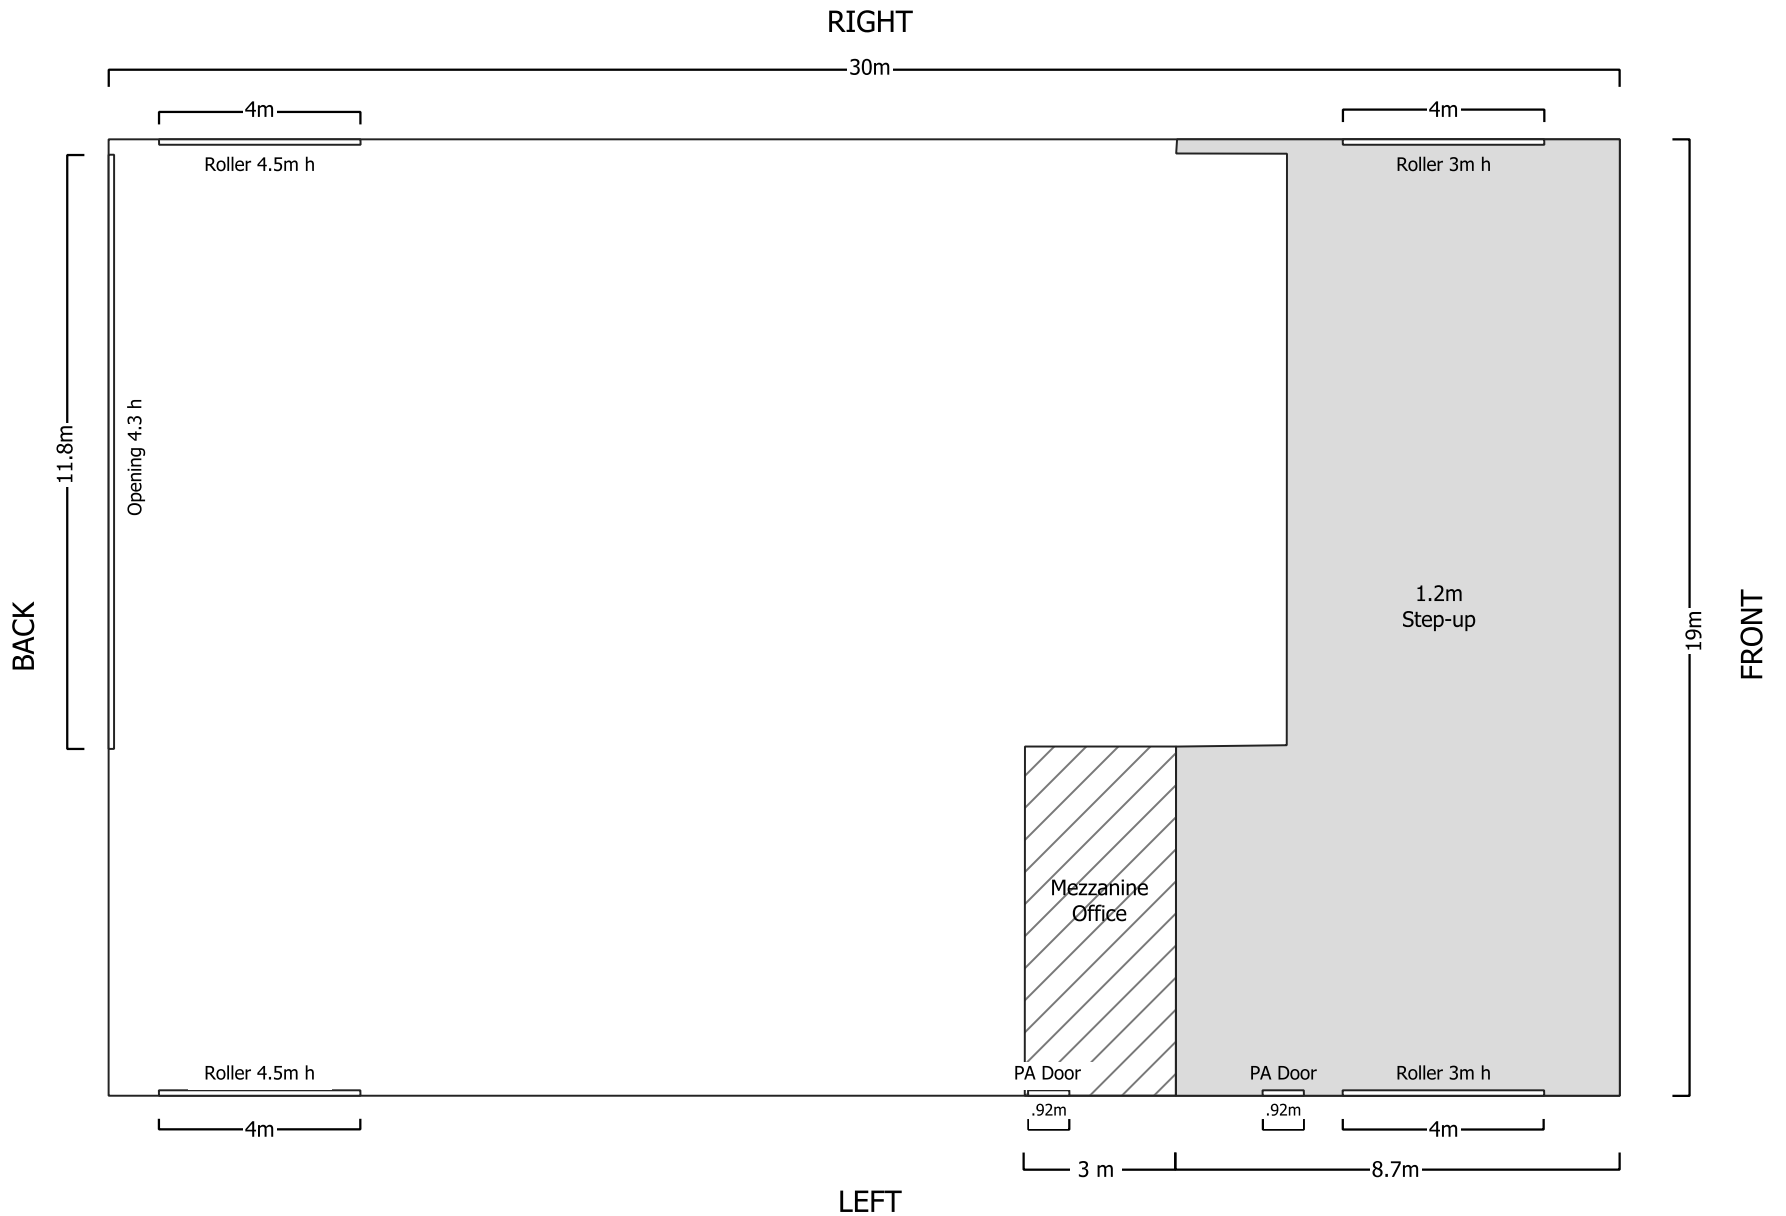 RIGHT
30m
4m
4m
Roller 4.5m h
Roller 3m h
11.8m
Opening 4.3 h
BACK
1.2m
Step-up
19m
FRONT
Mezzanine
Office
Roller 4.5m h
PA Door
PA Door
Roller 3m h
.92m
.92m
4m
4m
3 m
8.7m
LEFT